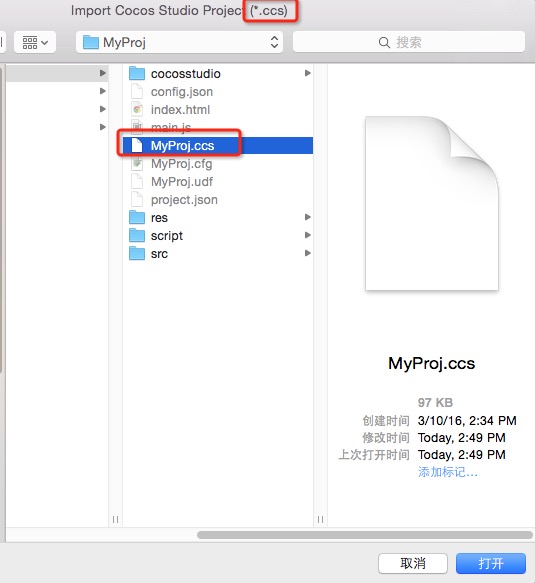 Import Cocos Studio Project (*.ccs)
MyProj
搜索
cocosstudio
config.json
index.html
main.js
MyProj.ccs
MyProj.cfg
MyProj.udf
project.json
res
script
src
MyProj.ccs
97 KB
创建时间 3/10/16, 2:34 PM
修改时间 Today, 2:49 PM
上次打开时间 Today, 2:49 PM
添加标记…
取消
打开